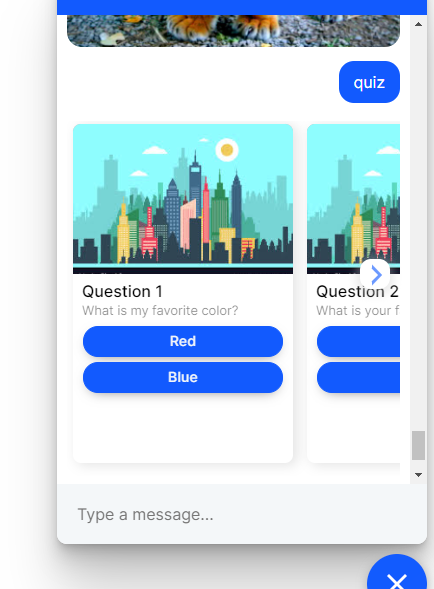 quiz
Question 1
What is my favorite color?
Red
Blue
Question 2
What is your f
Type a message...